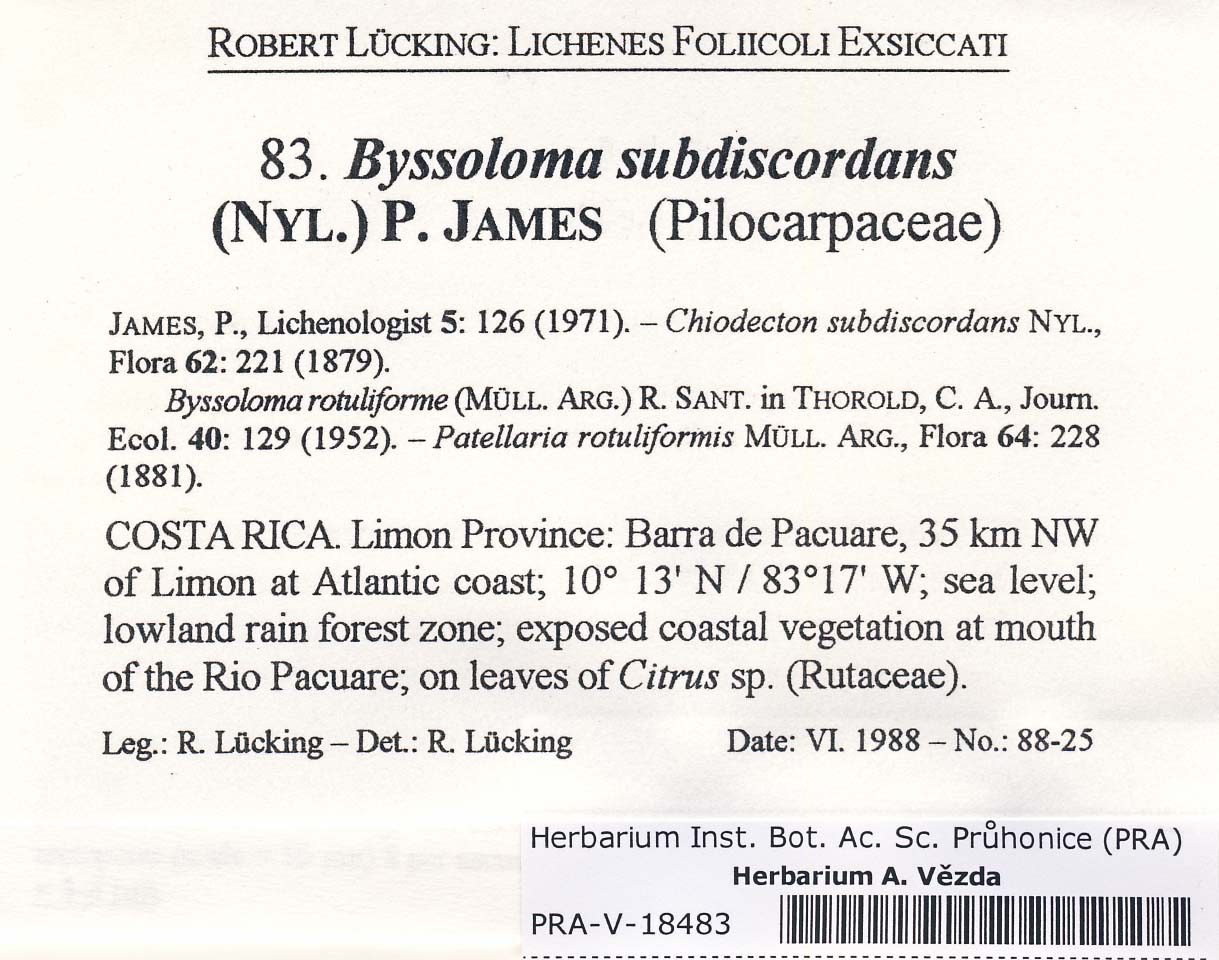 ROBERT LÜCKING: LICHENES FOLIICOLI EXSICCATI
83. Byssoloma subdiscordans
(NYL.) P. JAMES (Pilocarpaceae)
JAMES, P., Lichenologist 5: 126 (1971). – Chiodecton subdiscordans NYL.,
Flora 62: 221 (1879).
Byssoloma rotuliforme (MÜLL. ARG.) R. SANT. in THOROLD, C. A., Journ.
Ecol. 40: 129 (1952). – Patellaria rotuliformis MÜLL. ARG., Flora 64: 228
(1881).
COSTA RICA. Limon Province: Barra de Pacuare, 35 km NW
of Limon at Atlantic coast; 10° 13' N / 83°17' W; sea level;
lowland rain forest zone; exposed coastal vegetation at mouth
of the Rio Pacuare; on leaves of Citrus sp. (Rutaceae).
Leg.: R. Lücking – Det.: R. Lücking Date: VI. 1988 – No.: 88-25
Herbarium Inst. Bot. Ac. Sc. Průhonice (PRA)
Herbarium A. Vězda
PRA-V-18483